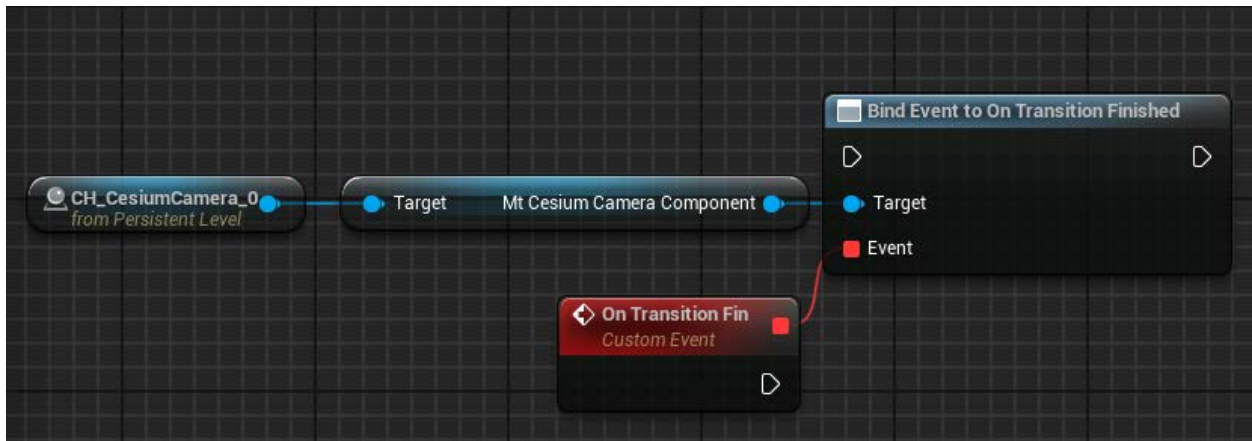 Bind Event to On Transition Finished
CH_CesiumCamera_0
from Persistent Level
Target Mt Cesium Camera Component
Target
Event
On Transition Fin
Custom Event